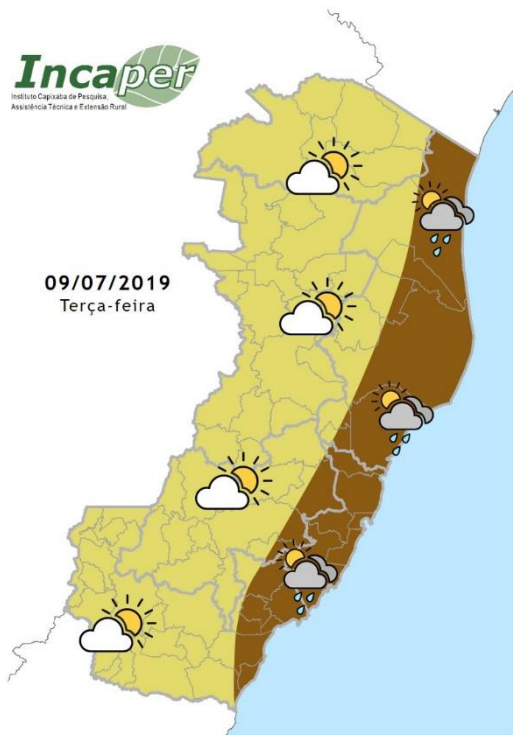 Incaper
Instituto Capixaba de Pesquisa,
Assistência Técnica e Extensão Rural
09/07/2019
Terça-feira